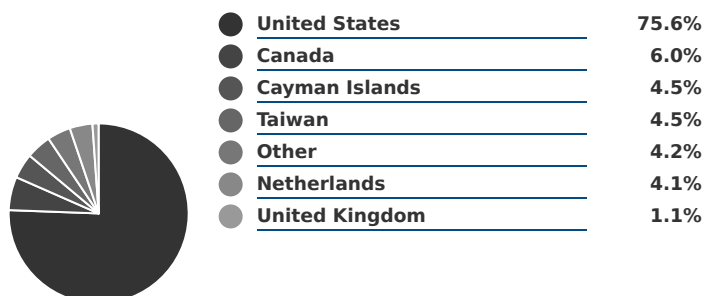 United States 75.6%
Canada 6.0%
Cayman Islands 4.5%
Taiwan 4.5%
Other 4.2%
Netherlands 4.1%
United Kingdom 1.1%